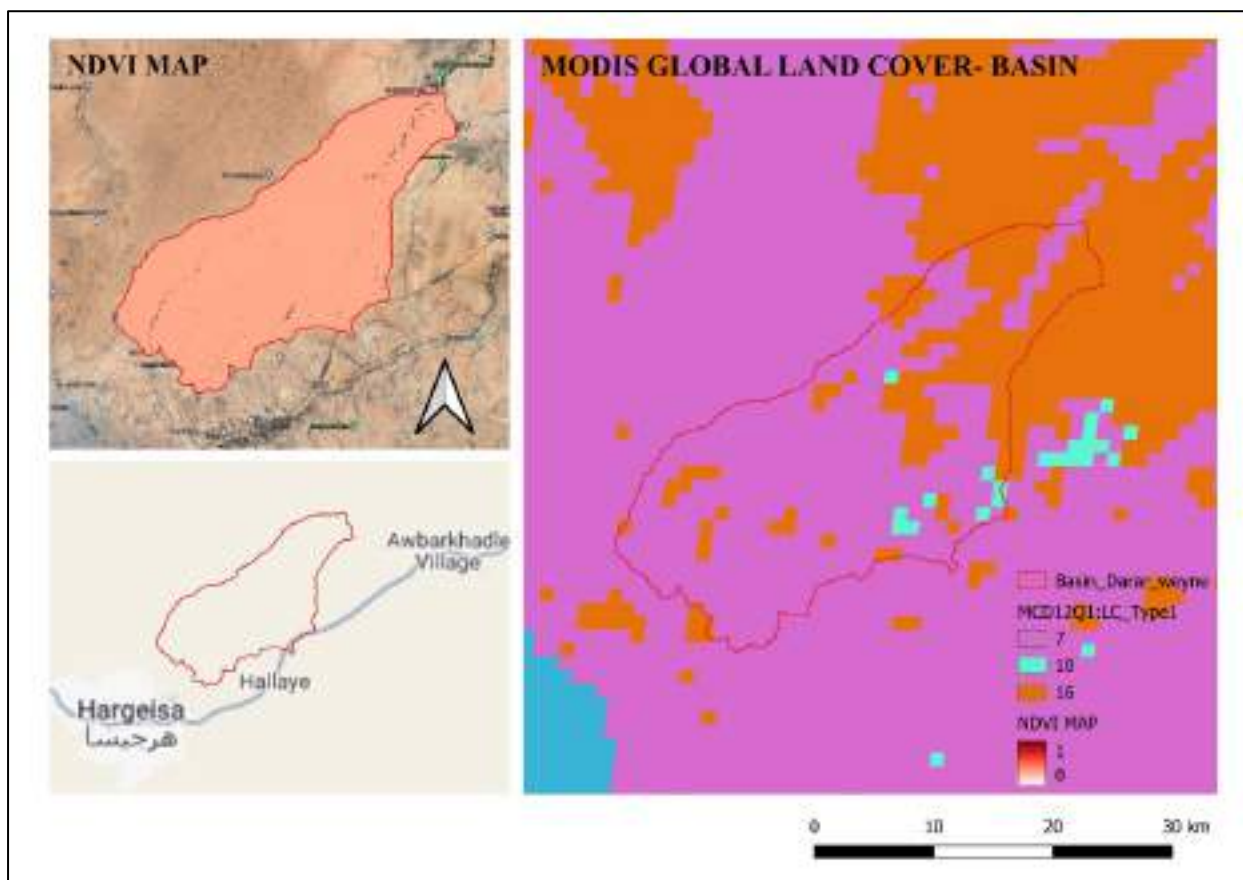 NDVI MAP
MODIS GLOBAL LAND COVER- BASIN
Awbarkhadle
Village
Hallaye
Hargeisa
هرجيسا
Basin_Darar_weyne
MCD12Q1:LC_Type1
7
10
16
NDVI MAP
1
0
0 10 20 30 km